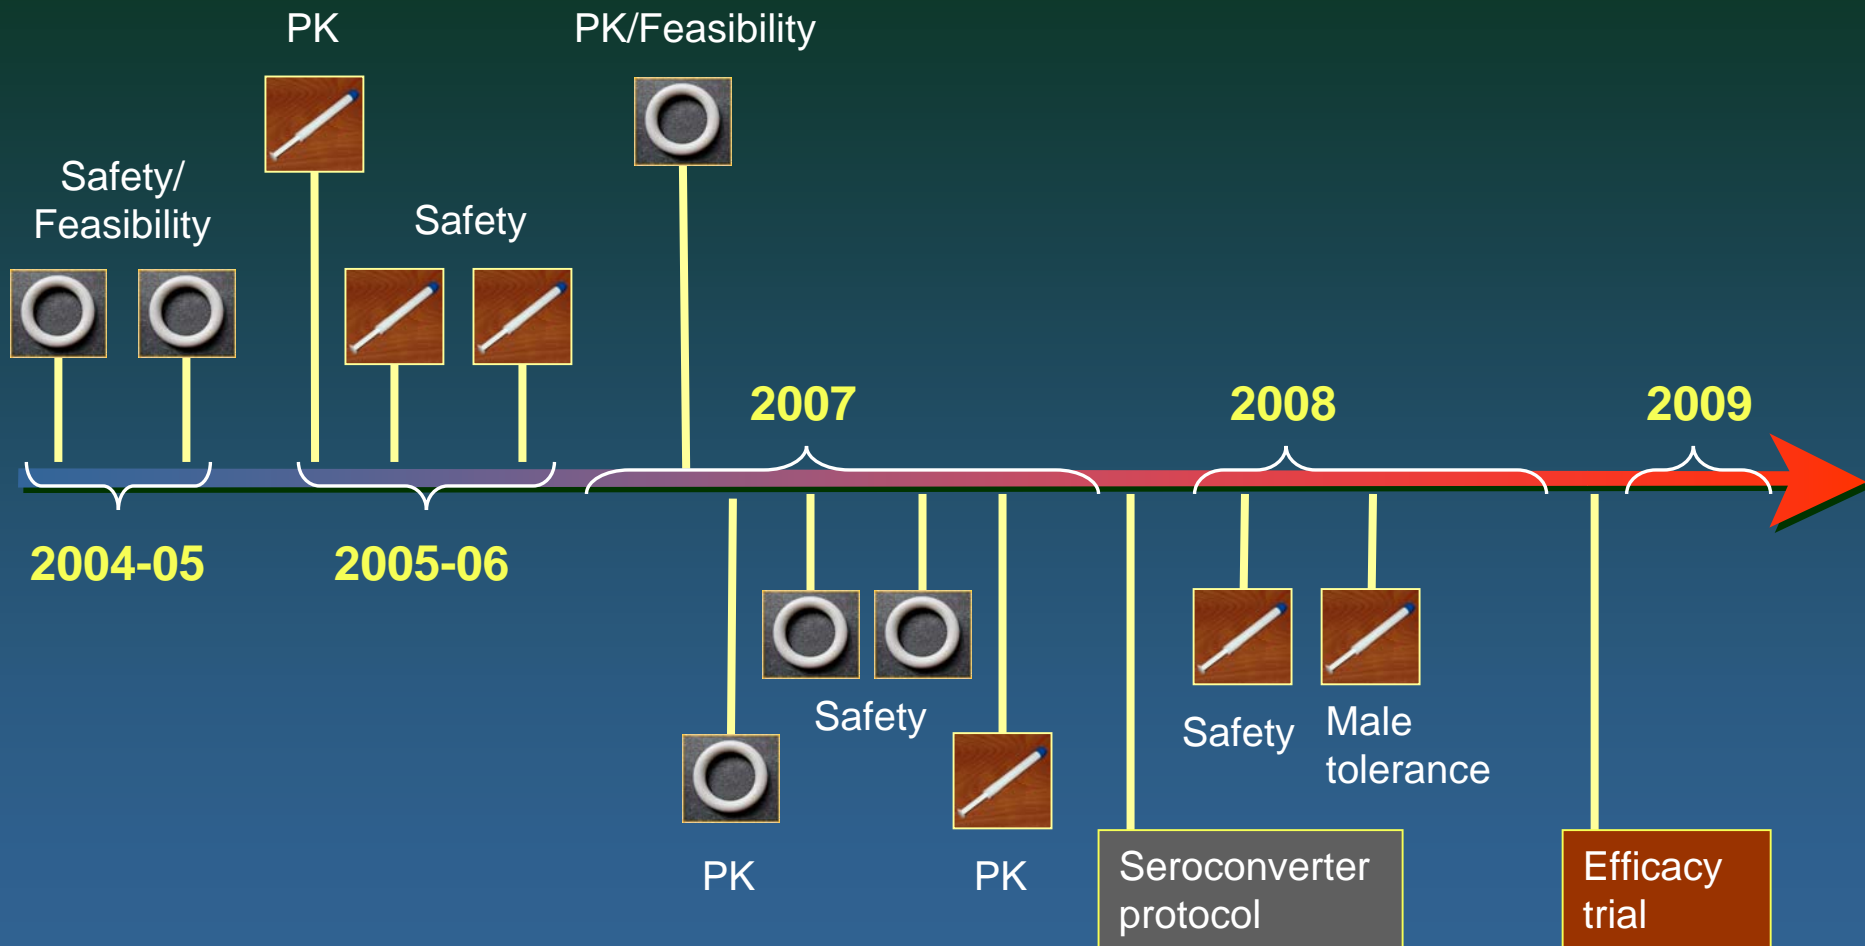 PK
PK/Feasibility
Safety/
Feasibility
Safety
2007
2008
2009
2004-05
2005-06
Safety
Safety
Male
tolerance
PK
PK
Seroconverter
protocol
Efficacy
trial